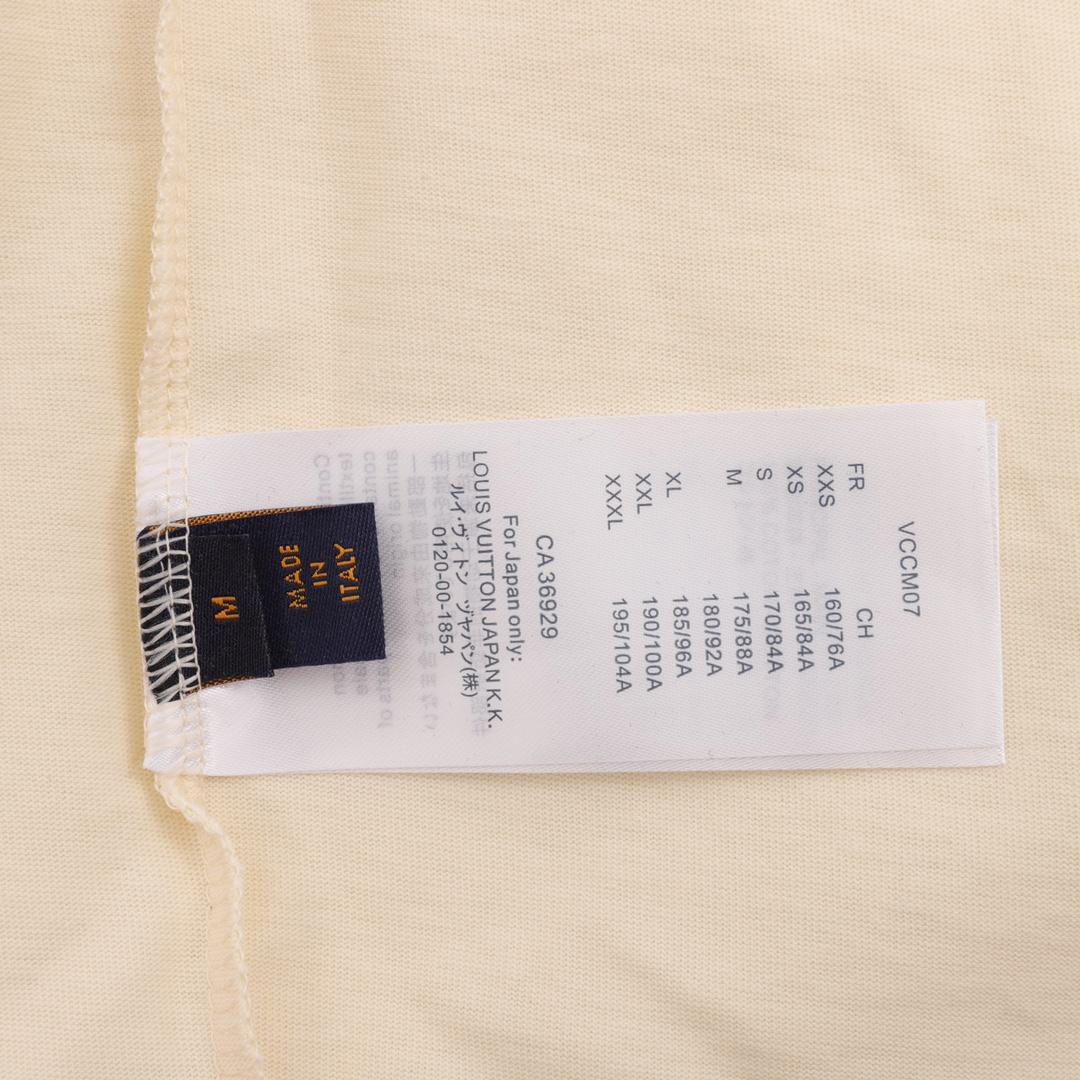 VCCM07
FR CH
XXS 160/76A
XS 165/84A
S 170/84A
M 175/88A
180/92A
XL 185/96A
XXL 190/100A
XXXL 195/104A
CA 36929
For Japan only:
LOUIS VUITTON JAPAN K.K.
ルイ・ヴィトン ヅヤパン(株)
0120-00-1854
M
MADE
IN
ITALY